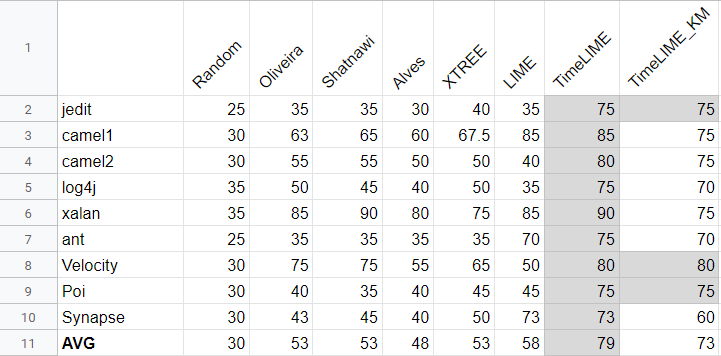 1 Random Oliveira Shatnawi Alves XTREE LIME TimeLIME TimeLIME_KM
2 jedit 25 35 35 30 40 35 75 75
3 camel1 30 63 65 60 67.5 85 85 75
4 camel2 30 55 55 50 50 40 80 75
5 log4j 35 50 45 40 50 35 75 70
6 xalan 35 85 90 80 75 85 90 75
7 ant 25 35 35 35 35 70 75 70
8 Velocity 30 75 75 55 65 50 80 80
9 Poi 30 40 35 40 45 45 75 75
10 Synapse 30 43 45 40 50 73 73 60
11 AVG 30 53 53 48 53 58 79 73